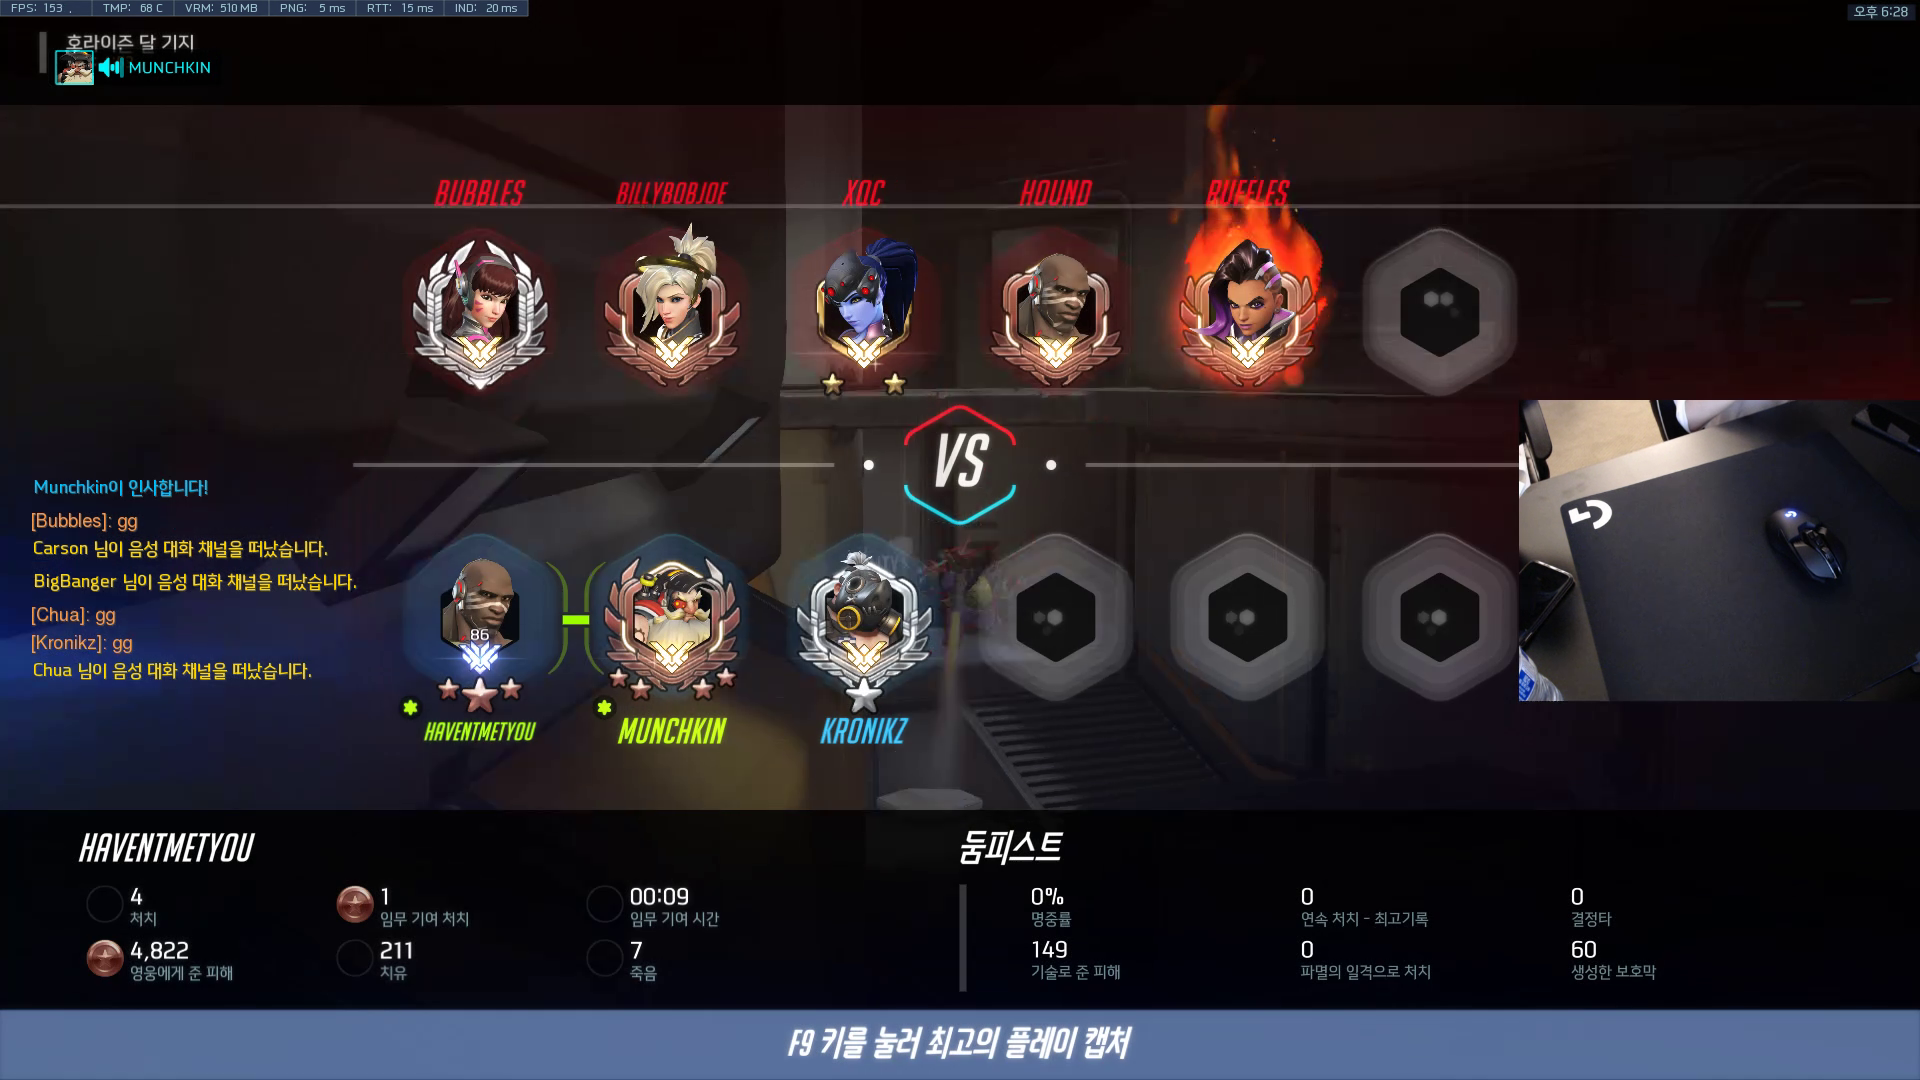 FPS: 153 . TMP: 68 C VRM: 510 MB PNG: 5 ms RTT: 15 ms IND: 20 ms
오후 6:28
호라이즌 달 기지
MUNCHKIN
BUBBLES BILLYBOBJOE XQC HOUND RUFFLES
VS
Munchkin이 인사합니다!
[Bubbles]: gg
Carson 님이 음성 대화 채널을 떠났습니다.
BigBanger 님이 음성 대화 채널을 떠났습니다.
[Chua]: gg
[Kronikz]: gg
Chua 님이 음성 대화 채널을 떠났습니다.
86
HAVENTMETYOU MUNCHKIN KRONIKZ
HAVENTMETYOU
4 1 00:09
처치 임무 기여 처치 임무 기여 시간
4,822 211 7
영웅에게 준 피해 치유 죽음
둠피스트
0% 0 0
명중률 연속 처치 - 최고기록 결정타
149 0 60
기술로 준 피해 파멸의 일격으로 처치 생성한 보호막
F9 키를 눌러 최고의 플레이 캡처